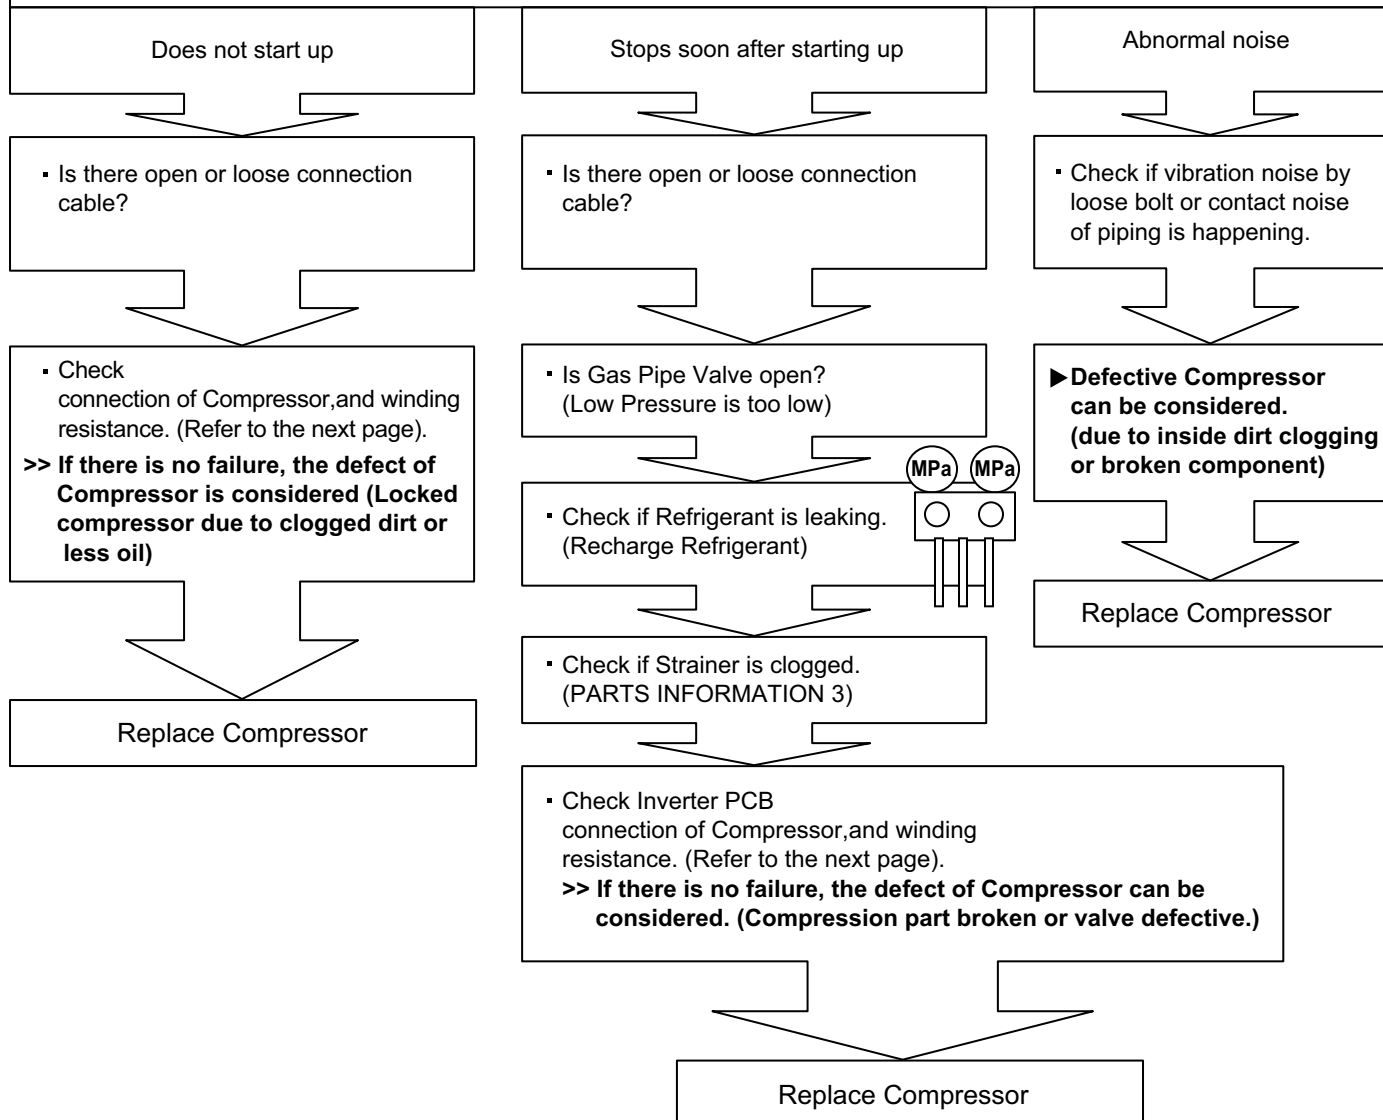 Does not start up
▪ Is there open or loose connection
cable?
▪ Check
connection of Compressor,and winding
resistance. (Refer to the next page).
>> If there is no failure, the defect of
Compressor is considered (Locked
compressor due to clogged dirt or
less oil)
Replace Compressor
Stops soon after starting up
▪ Is there open or loose connection
cable?
▪ Is Gas Pipe Valve open?
(Low Pressure is too low)
▪ Check if Refrigerant is leaking.
(Recharge Refrigerant)
MPa MPa
▪ Check if Strainer is clogged.
(PARTS INFORMATION 3)
▪ Check Inverter PCB
connection of Compressor,and winding
resistance. (Refer to the next page).
>> If there is no failure, the defect of Compressor can be
considered. (Compression part broken or valve defective.)
Replace Compressor
Abnormal noise
▪ Check if vibration noise by
loose bolt or contact noise
of piping is happening.
▶Defective Compressor
can be considered.
(due to inside dirt clogging
or broken component)
Replace Compressor